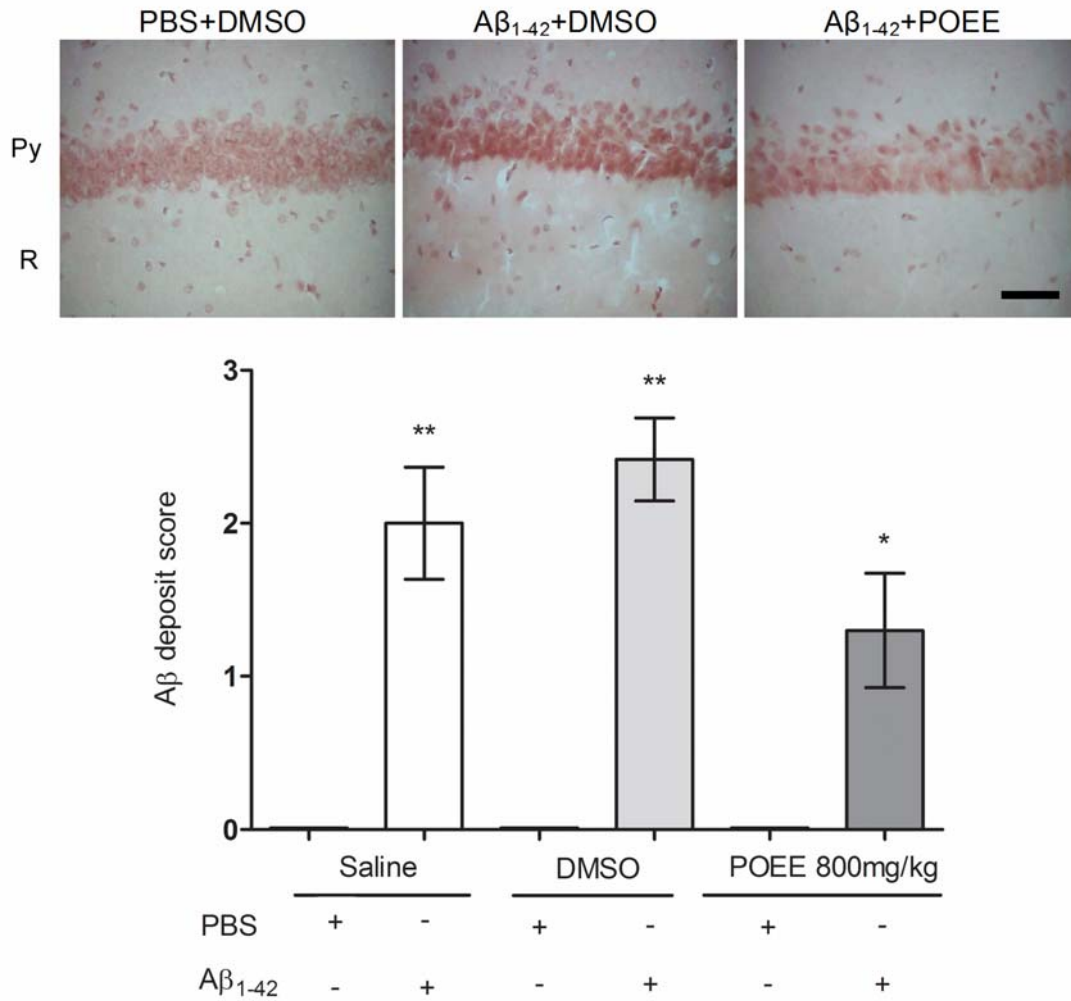 PBS+DMSO Aβ1-42+DMSO Aβ1-42+POEE
Py
R
3
**
**
2
*
1
0
Aβ deposit score
Saline DMSO POEE 800mg/kg
PBS + - + - + -
Aβ1-42 - + - + - +